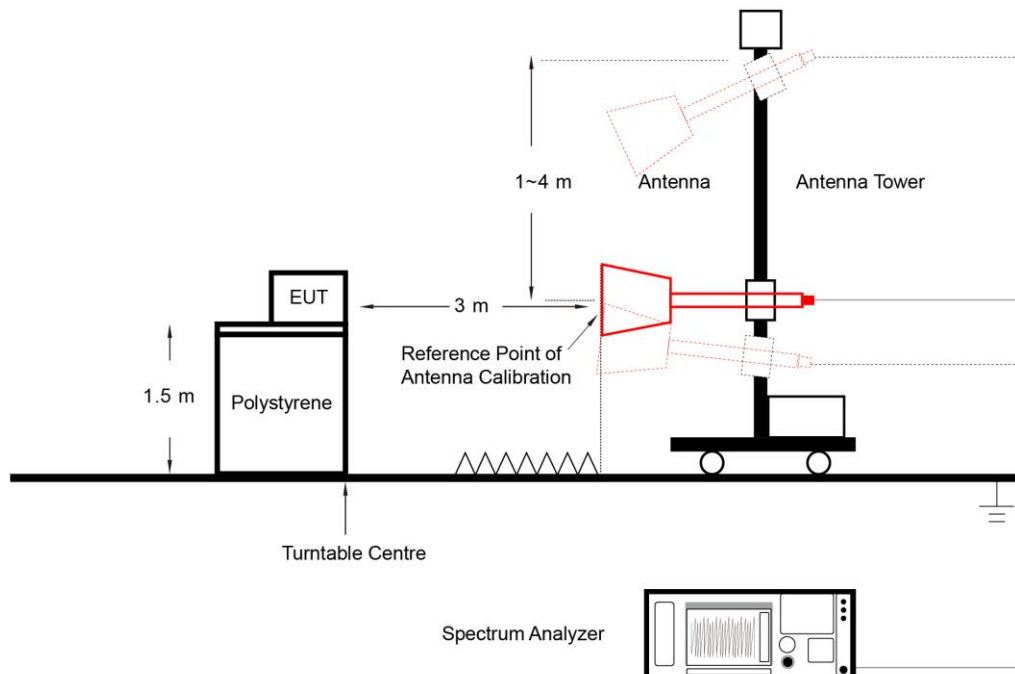 1~4 m
Antenna
Antenna Tower
EUT
3 m
Reference Point of
Antenna Calibration
1.5 m
Polystyrene
Turntable Centre
Spectrum Analyzer